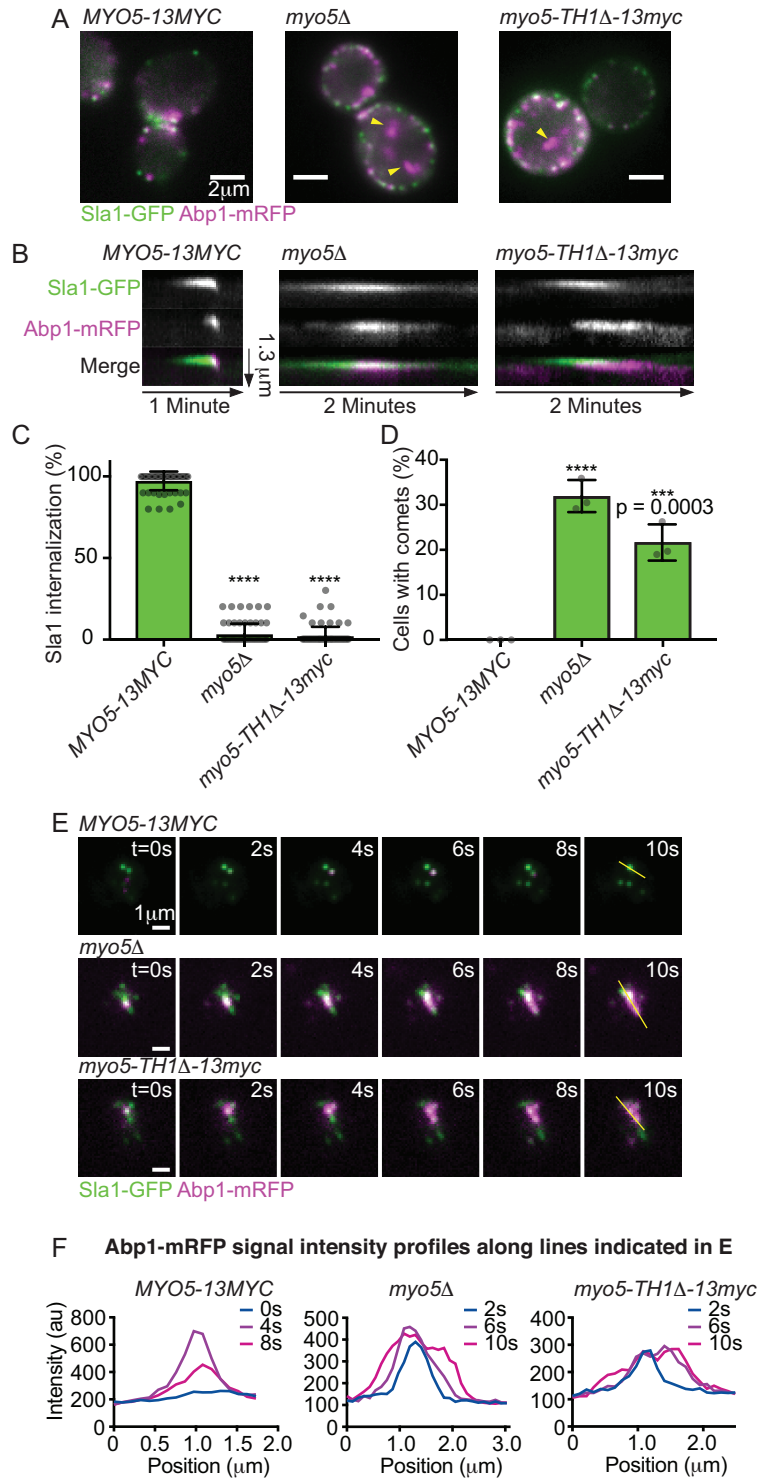 A
MYO5-13MYC
myo5Δ
myo5-TH1Δ-13myc
2μm
Sla1-GFP Abp1-mRFP
B
MYO5-13MYC
myo5Δ
myo5-TH1Δ-13myc
Sla1-GFP
Abp1-mRFP
Merge
1.3 μm
1 Minute
2 Minutes
2 Minutes
C
Sla1 internalization (%)
100
50
0
****
****
MYO5-13MYC
myo5Δ
myo5-TH1Δ-13myc
D
Cells with comets (%)
40
30
20
10
0
****
***
p = 0.0003
MYO5-13MYC
myo5Δ
myo5-TH1Δ-13myc
E
MYO5-13MYC
t=0s 2s 4s 6s 8s 10s
1μm
myo5Δ
t=0s 2s 4s 6s 8s 10s
myo5-TH1Δ-13myc
t=0s 2s 4s 6s 8s 10s
Sla1-GFP Abp1-mRFP
F
Abp1-mRFP signal intensity profiles along lines indicated in E
MYO5-13MYC
0s
4s
8s
Intensity (au)
800
600
400
200
0
0 0.5 1.0 1.5 2.0
Position (μm)
myo5Δ
2s
6s
10s
500
400
300
200
100
0
0 1.0 2.0 3.0
Position (μm)
myo5-TH1Δ-13myc
2s
6s
10s
400
300
200
100
0
0 0.5 1.0 1.5 2.0
Position (μm)